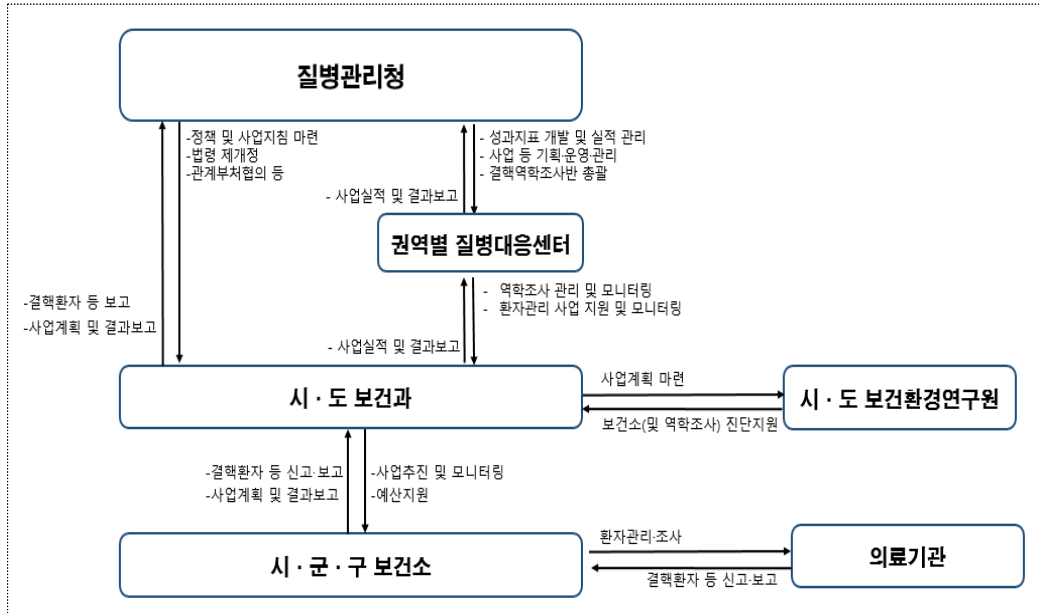 질병관리청
-정책 및 사업지침 마련
-법령 제개정
-관계부처협의 등
- 성과지표 개발 및 실적 관리
- 사업 등 기획·운영·관리
- 결핵역학조사반 총괄
- 사업실적 및 결과보고
권역별 질병대응센터
- 역학조사 관리 및 모니터링
- 환자관리 사업 지원 및 모니터링
-결핵환자 등 보고
-사업계획 및 결과보고
- 사업실적 및 결과보고
시 · 도 보건과
사업계획 마련
보건소(및 역학조사) 진단지원
시 · 도 보건환경연구원
-결핵환자 등 신고·보고
-사업계획 및 결과보고
-사업추진 및 모니터링
-예산지원
시 · 군 · 구 보건소
환자관리·조사
결핵환자 등 신고·보고
의료기관